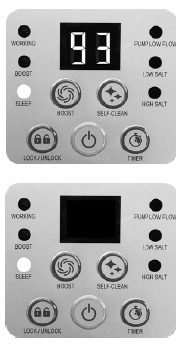 WORKING
93
PUMP LOW FLOW
BOOST
LOW SALT
SLEEP
BOOST
SELF-CLEAN
HIGH SALT
LOCK/UNLOCK
TIMER
WORKING
PUMP LOW FLOW
BOOST
LOW SALT
SLEEP
BOOST
SELF-CLEAN
HIGH SALT
LOCK/UNLOCK
TIMER